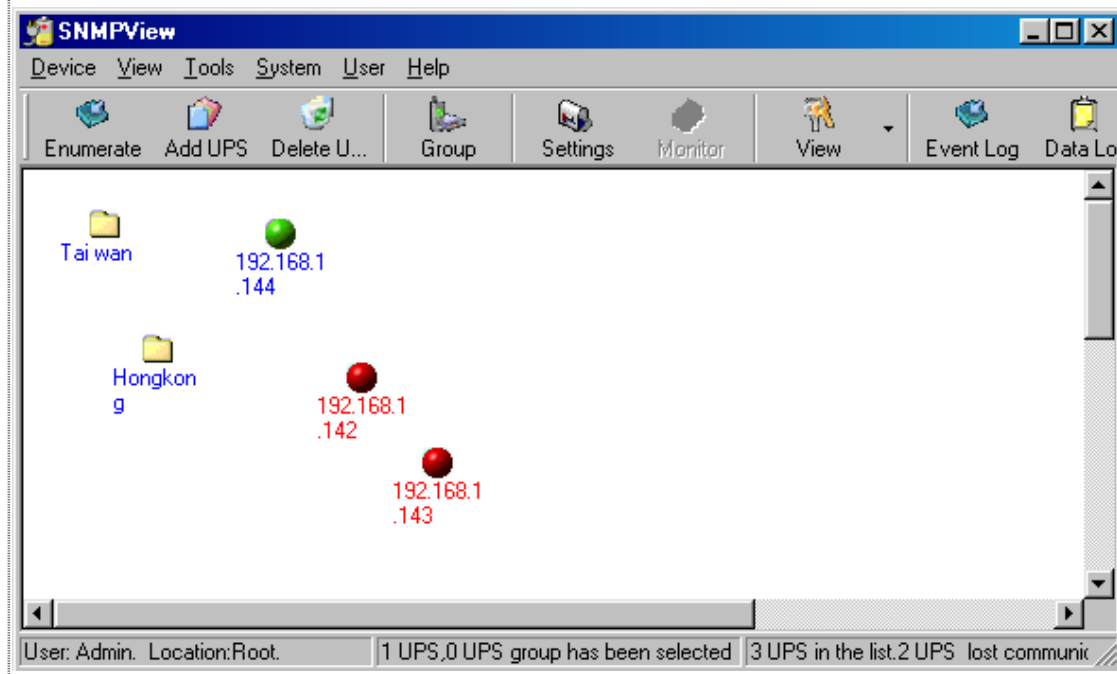 SNMPView
Device View Tools System User Help
Enumerate Add UPS Delete U... Group Settings Monitor View Event Log Data Lo
Tai wan
192.168.1
.144
Hongkon
g
192.168.1
.142
192.168.1
.143
User: Admin. Location:Root. 1 UPS,0 UPS group has been selected 3 UPS in the list.2 UPS lost communic